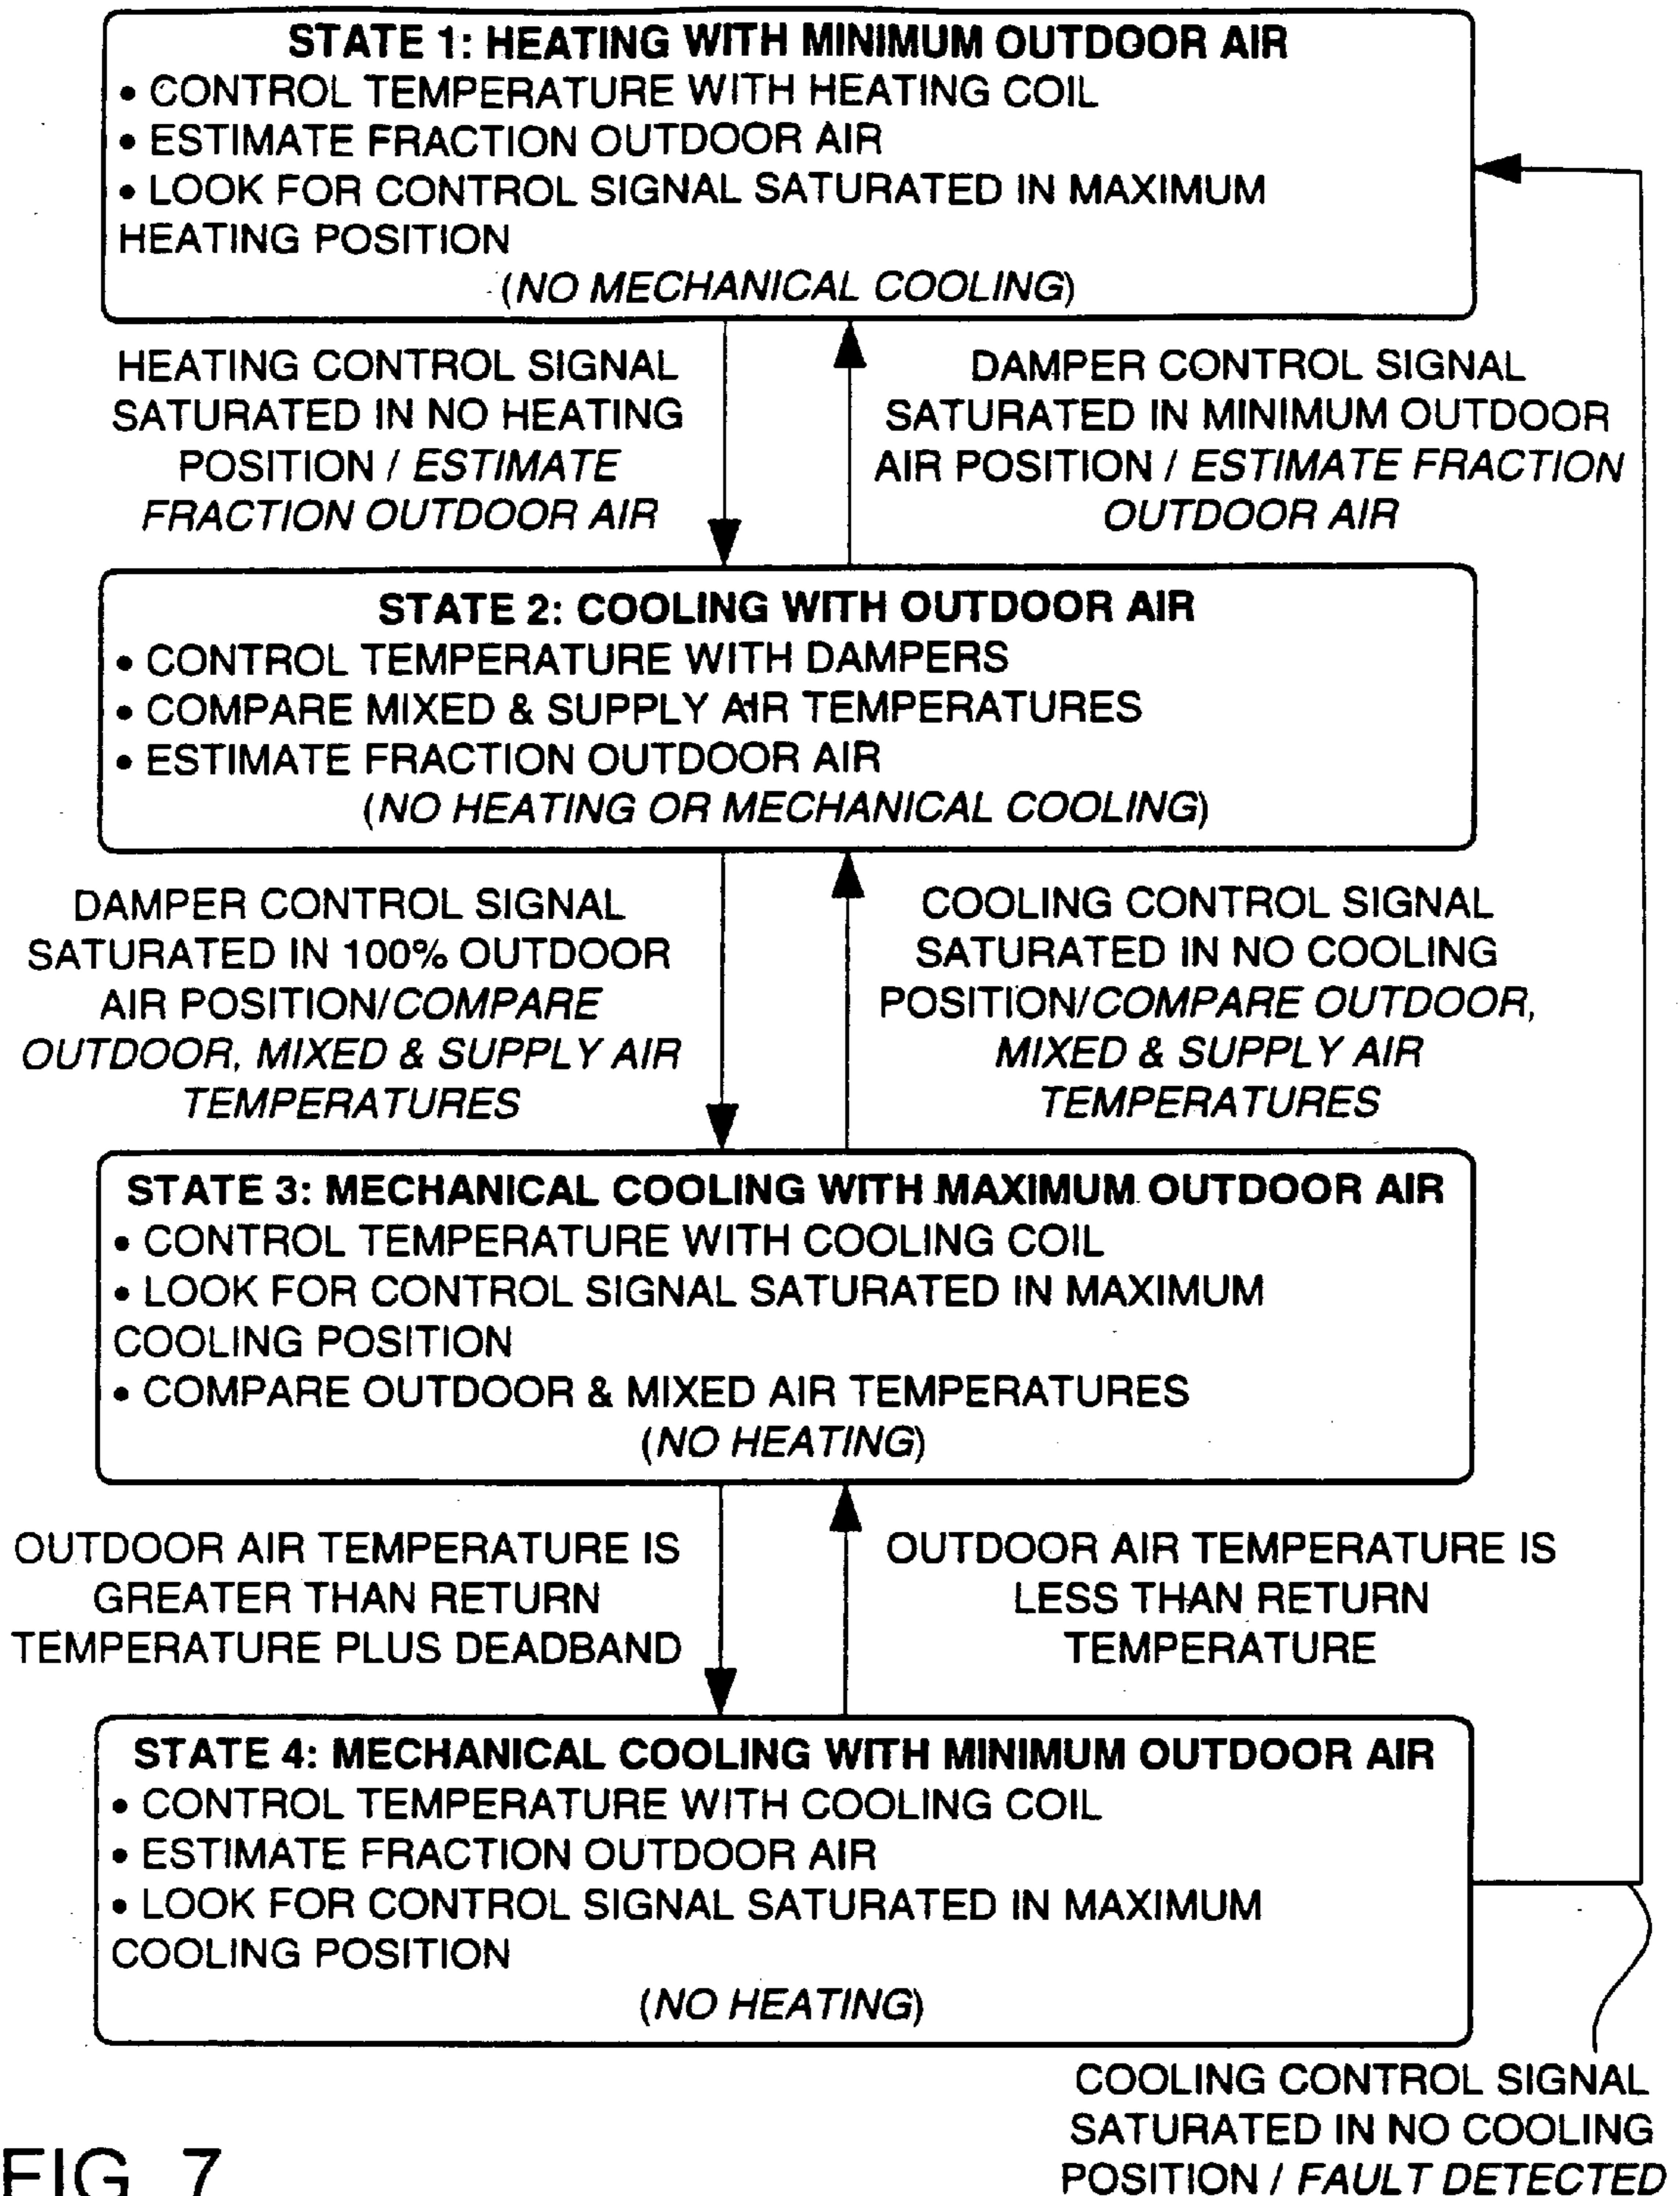 STATE 1: HEATING WITH MINIMUM OUTDOOR AIR
• CONTROL TEMPERATURE WITH HEATING COIL
• ESTIMATE FRACTION OUTDOOR AIR
• LOOK FOR CONTROL SIGNAL SATURATED IN MAXIMUM
HEATING POSITION
(NO MECHANICAL COOLING)
HEATING CONTROL SIGNAL
SATURATED IN NO HEATING
POSITION / ESTIMATE
FRACTION OUTDOOR AIR
DAMPER CONTROL SIGNAL
SATURATED IN MINIMUM OUTDOOR
AIR POSITION / ESTIMATE FRACTION
OUTDOOR AIR
STATE 2: COOLING WITH OUTDOOR AIR
• CONTROL TEMPERATURE WITH DAMPERS
• COMPARE MIXED & SUPPLY AIR TEMPERATURES
• ESTIMATE FRACTION OUTDOOR AIR
(NO HEATING OR MECHANICAL COOLING)
DAMPER CONTROL SIGNAL
SATURATED IN 100% OUTDOOR
AIR POSITION/COMPARE
OUTDOOR, MIXED & SUPPLY AIR
TEMPERATURES
COOLING CONTROL SIGNAL
SATURATED IN NO COOLING
POSITION/COMPARE OUTDOOR,
MIXED & SUPPLY AIR
TEMPERATURES
STATE 3: MECHANICAL COOLING WITH MAXIMUM OUTDOOR AIR
• CONTROL TEMPERATURE WITH COOLING COIL
• LOOK FOR CONTROL SIGNAL SATURATED IN MAXIMUM
COOLING POSITION
• COMPARE OUTDOOR & MIXED AIR TEMPERATURES
(NO HEATING)
OUTDOOR AIR TEMPERATURE IS
GREATER THAN RETURN
TEMPERATURE PLUS DEADBAND
OUTDOOR AIR TEMPERATURE IS
LESS THAN RETURN
TEMPERATURE
STATE 4: MECHANICAL COOLING WITH MINIMUM OUTDOOR AIR
• CONTROL TEMPERATURE WITH COOLING COIL
• ESTIMATE FRACTION OUTDOOR AIR
• LOOK FOR CONTROL SIGNAL SATURATED IN MAXIMUM
COOLING POSITION
(NO HEATING)
COOLING CONTROL SIGNAL
SATURATED IN NO COOLING
POSITION / FAULT DETECTED
FIG 7